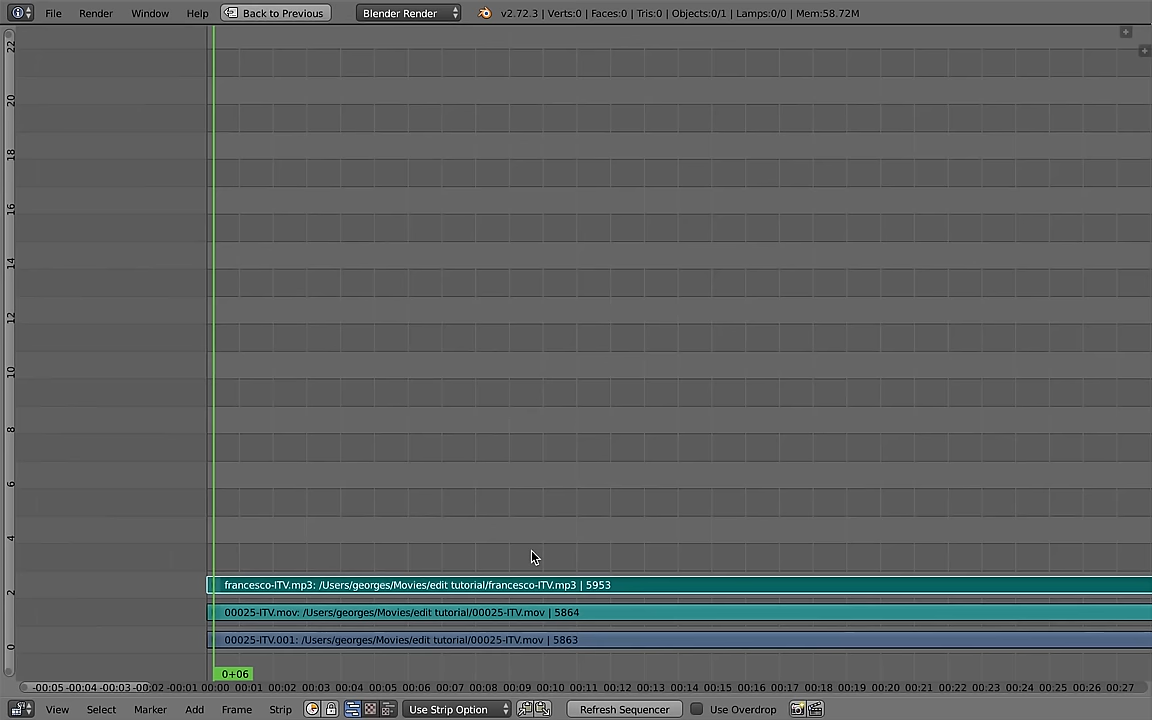 File Render Window Help Back to Previous Blender Render v2.72.3 | Verts:0 | Faces:0 | Tris:0 | Objects:0/1 | Lamps:0/0 | Mem:58.72M
22
20
18
16
14
12
10
8
6
4
francesco-ITV.mp3: /Users/georges/Movies/edit tutorial/francesco-ITV.mp3 | 5953
2
00025-ITV.mov: /Users/georges/Movies/edit tutorial/00025-ITV.mov | 5864
00025-ITV.001: /Users/georges/Movies/edit tutorial/00025-ITV.mov | 5863
0
0+06
-00:05 -00:04 -00:03 -00:02 -00:01 00:00 00:01 00:02 00:03 00:04 00:05 00:06 00:07 00:08 00:09 00:10 00:11 00:12 00:13 00:14 00:15 00:16 00:17 00:18 00:19 00:20 00:21 00:22 00:23 00:24 00:25 00:26 00:27
View Select Marker Add Frame Strip Use Strip Option Refresh Sequencer Use Overdrop